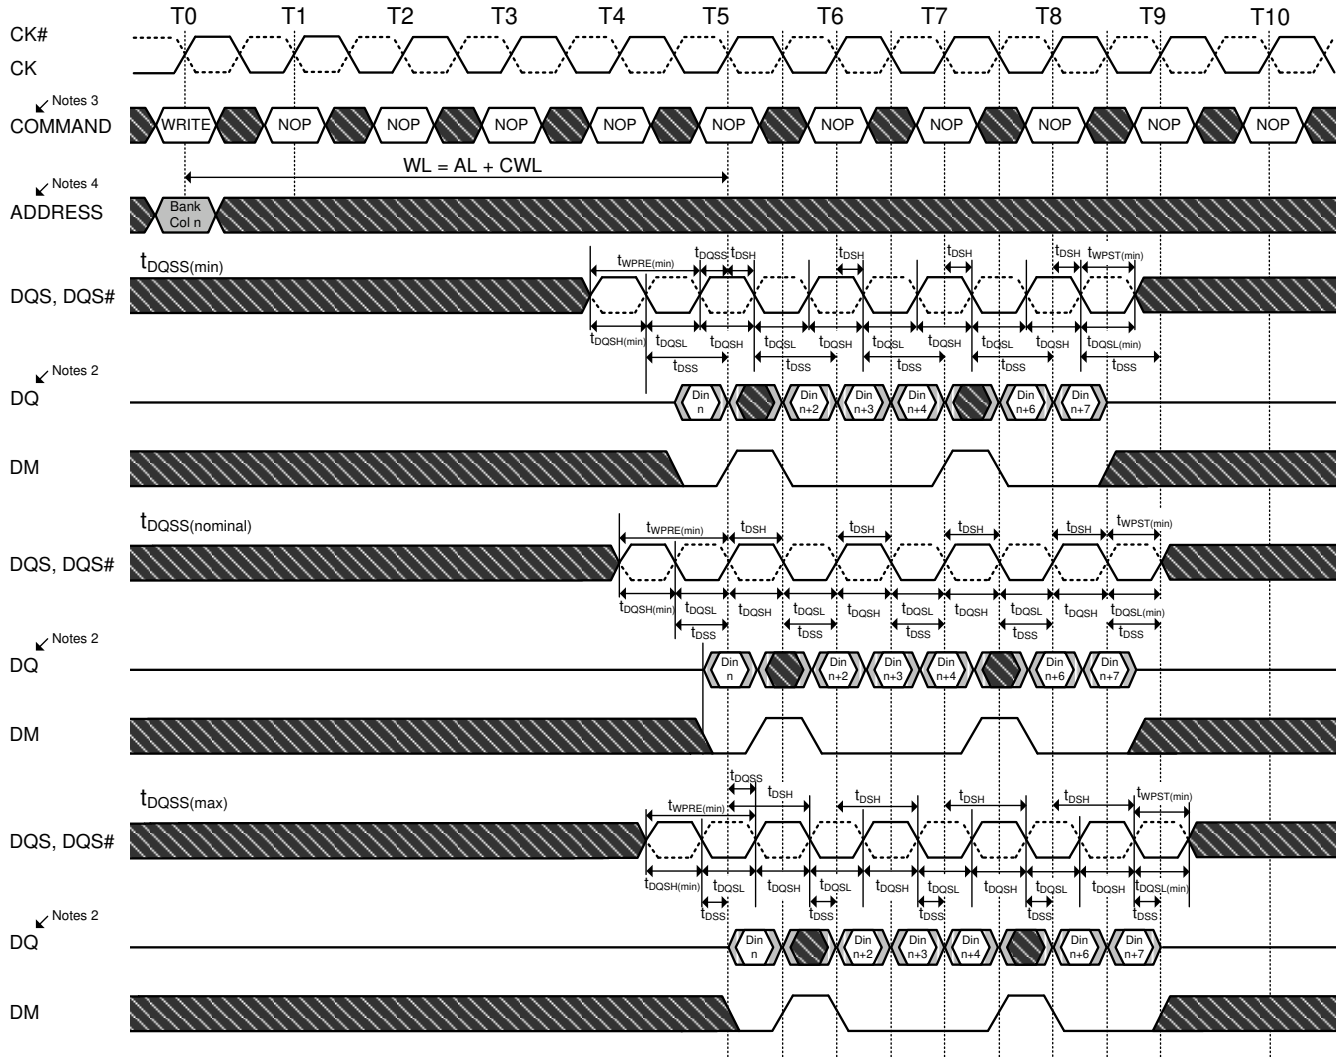 T0 T1 T2 T3 T4 T5 T6 T7 T8 T9 T10
CK#
CK
Notes 3
COMMAND WRITE NOP NOP NOP NOP NOP NOP NOP NOP NOP NOP
WL = AL + CWL
Notes 4
ADDRESS Bank Col n
tDQSS(min)
tWPRE(min) tDQSS tDSH tDSH tDSH tDSH tWPST(min)
DQS, DQS#
tDQSH(min) tDQSL tDQSH tDQSL tDQSH tDQSL tDQSH tDQSL tDQSH tDQSL(min)
tDSS tDSS tDSS tDSS tDSS
Notes 2
DQ Din n Din n+2 Din n+3 Din n+4 Din n+6 Din n+7
DM
tDQSS(nominal)
tWPRE(min) tDSH tDSH tDSH tDSH tWPST(min)
DQS, DQS#
tDQSH(min) tDQSL tDQSH tDQSL tDQSH tDQSL tDQSH tDQSL tDQSH tDQSL(min)
tDSS tDSS tDSS tDSS tDSS
Notes 2
DQ Din n Din n+2 Din n+3 Din n+4 Din n+6 Din n+7
DM
tDQSS
tDQSS(max)
tWPRE(min) tDSH tDSH tDSH tDSH tWPST(min)
DQS, DQS#
tDQSH(min) tDQSL tDQSH tDQSL tDQSH tDQSL tDQSH tDQSL tDQSH tDQSL(min)
tDSS tDSS tDSS tDSS tDSS
Notes 2
DQ Din n Din n+2 Din n+3 Din n+4 Din n+6 Din n+7
DM